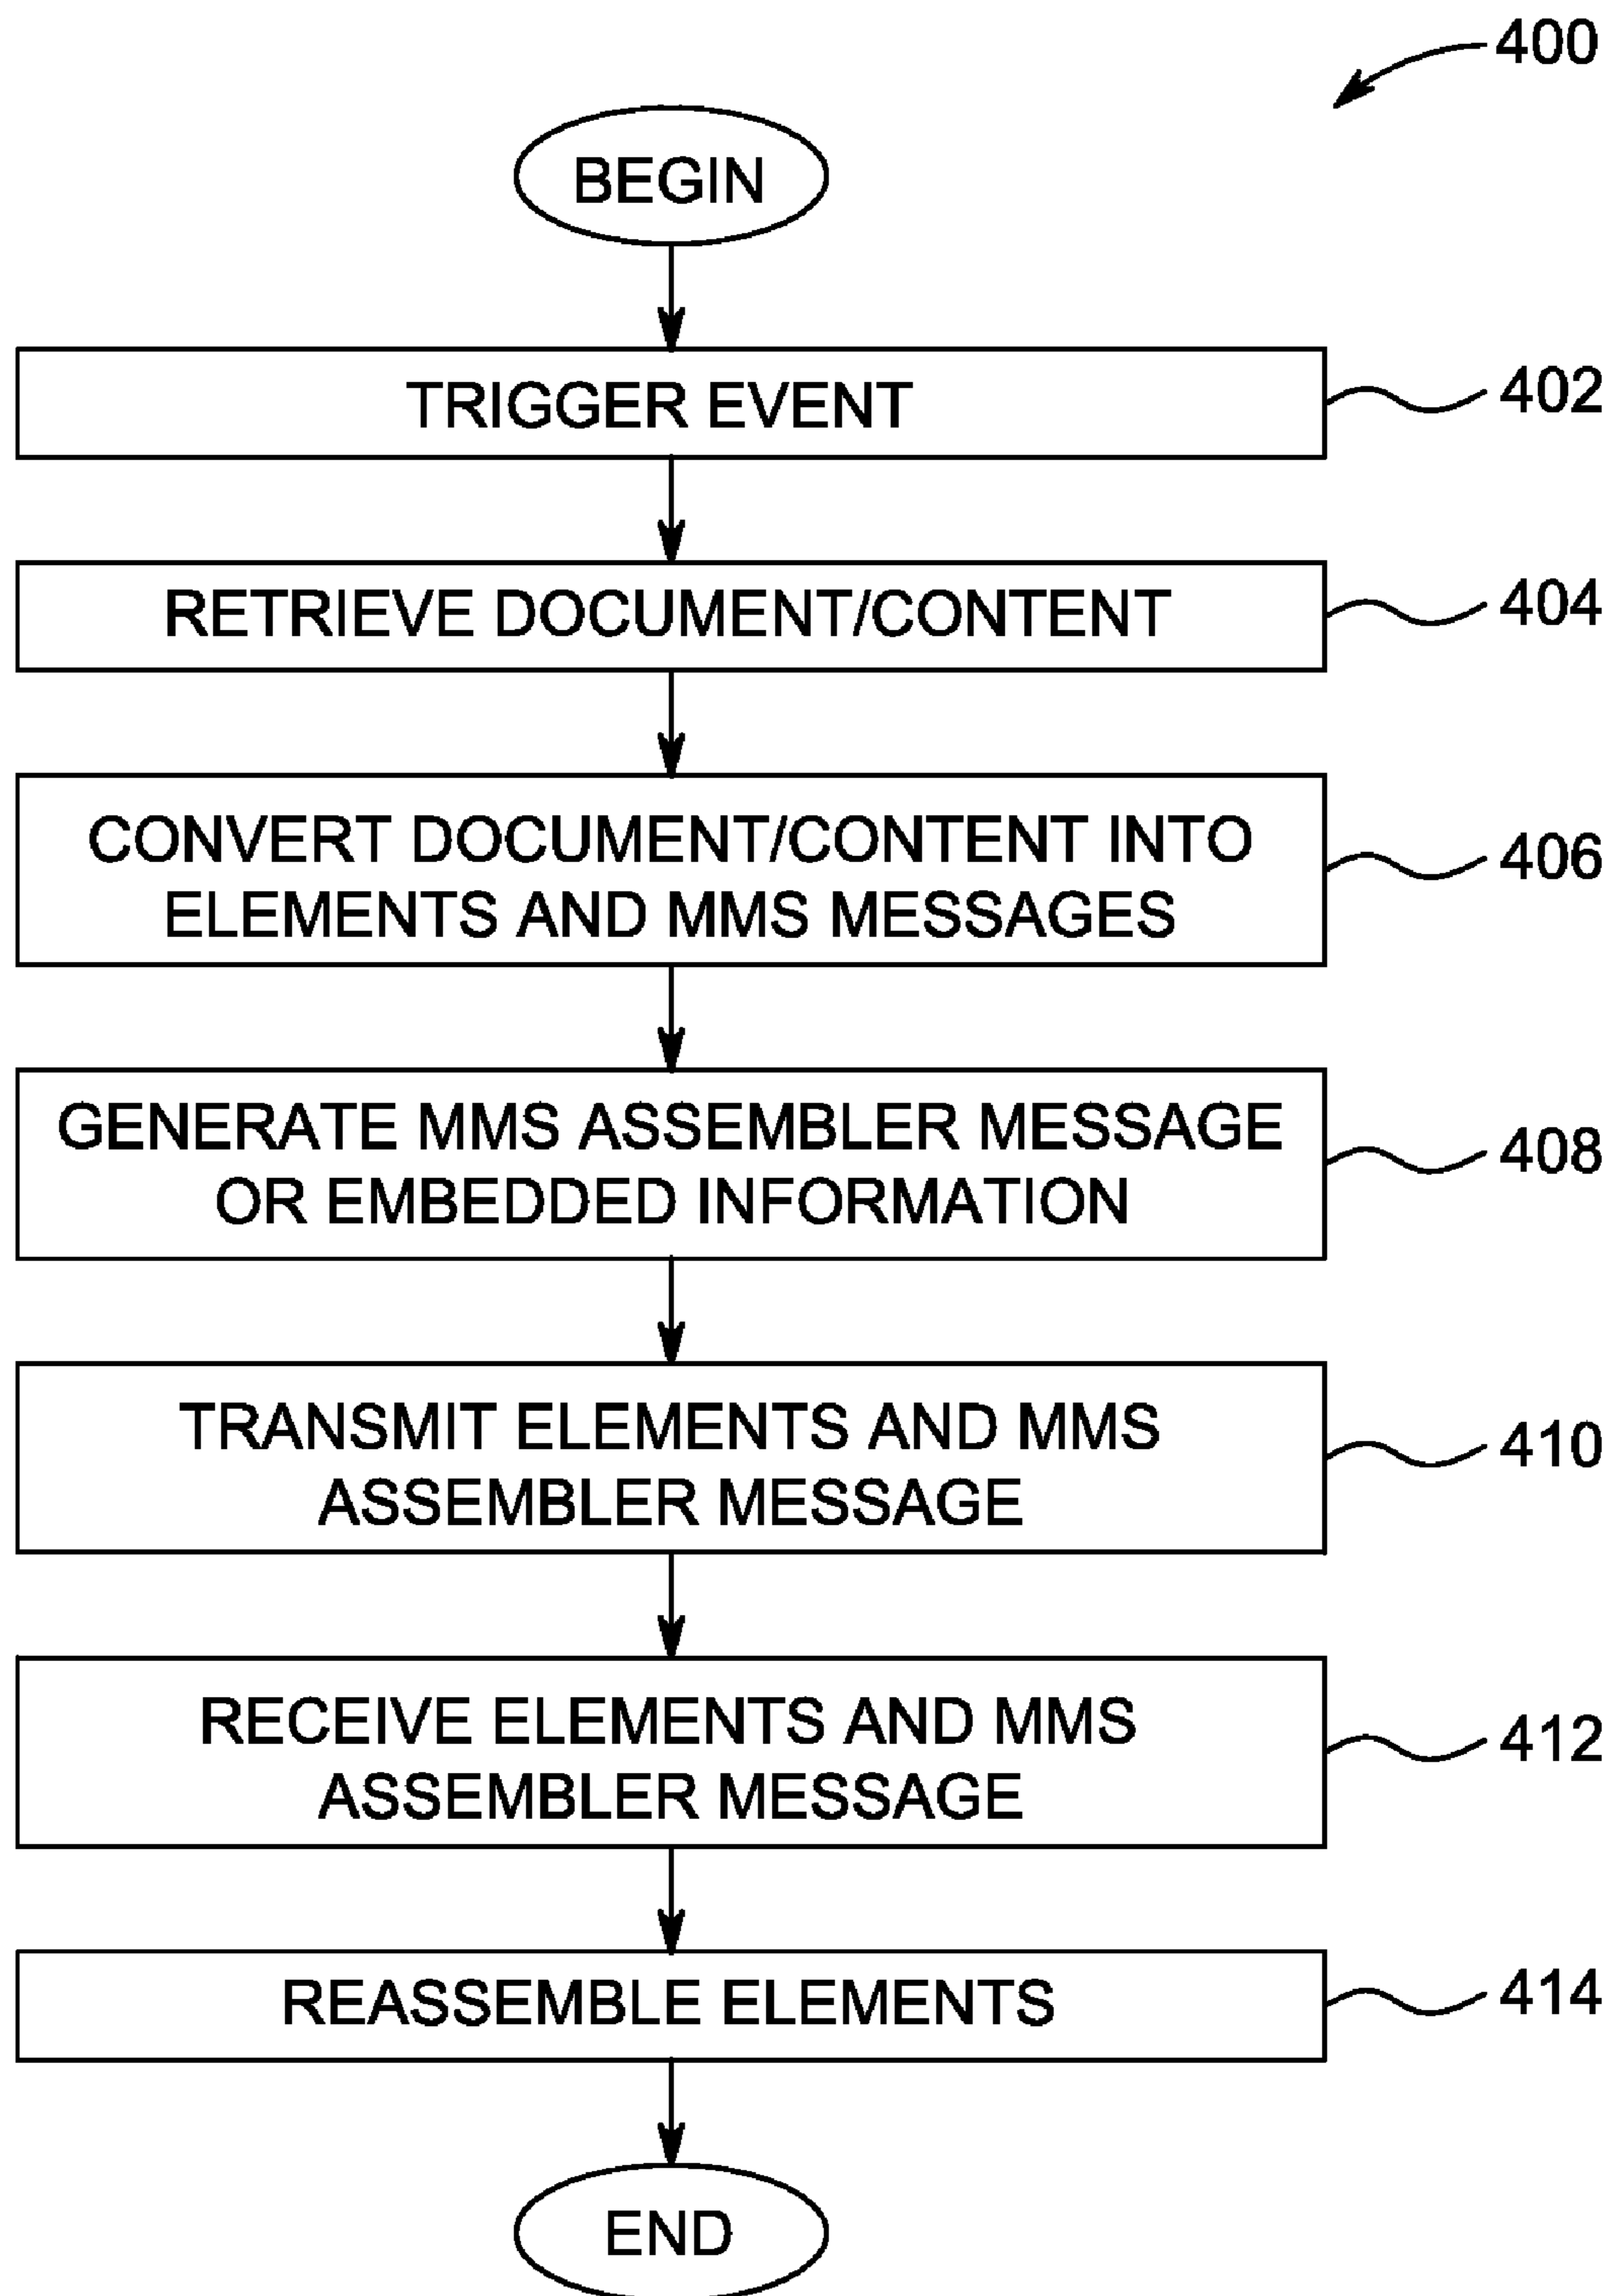 400
BEGIN
TRIGGER EVENT
402
RETRIEVE DOCUMENT/CONTENT
404
CONVERT DOCUMENT/CONTENT INTO
ELEMENTS AND MMS MESSAGES
406
GENERATE MMS ASSEMBLER MESSAGE
OR EMBEDDED INFORMATION
408
TRANSMIT ELEMENTS AND MMS
ASSEMBLER MESSAGE
410
RECEIVE ELEMENTS AND MMS
ASSEMBLER MESSAGE
412
REASSEMBLE ELEMENTS
414
END